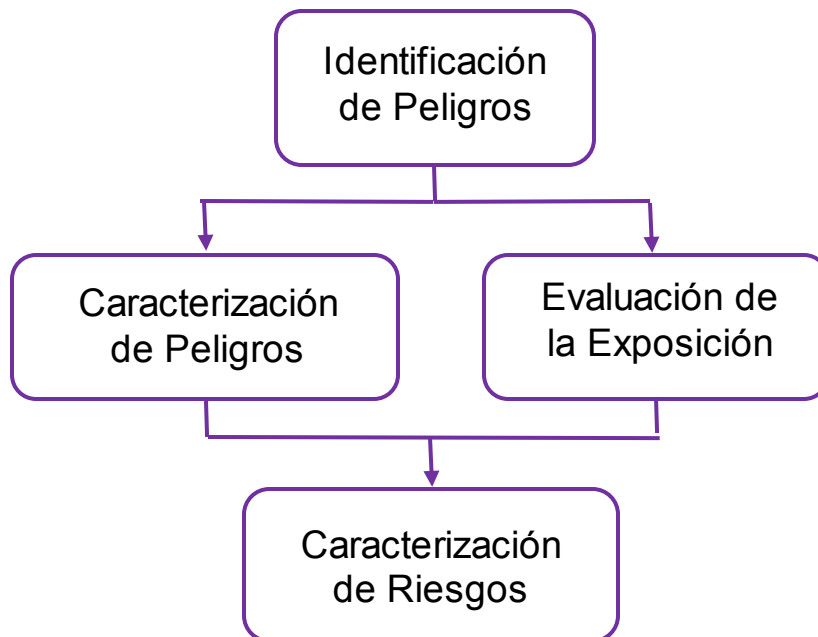 Identificación
de Peligros
Caracterización
de Peligros
Evaluación de
la Exposición
Caracterización
de Riesgos